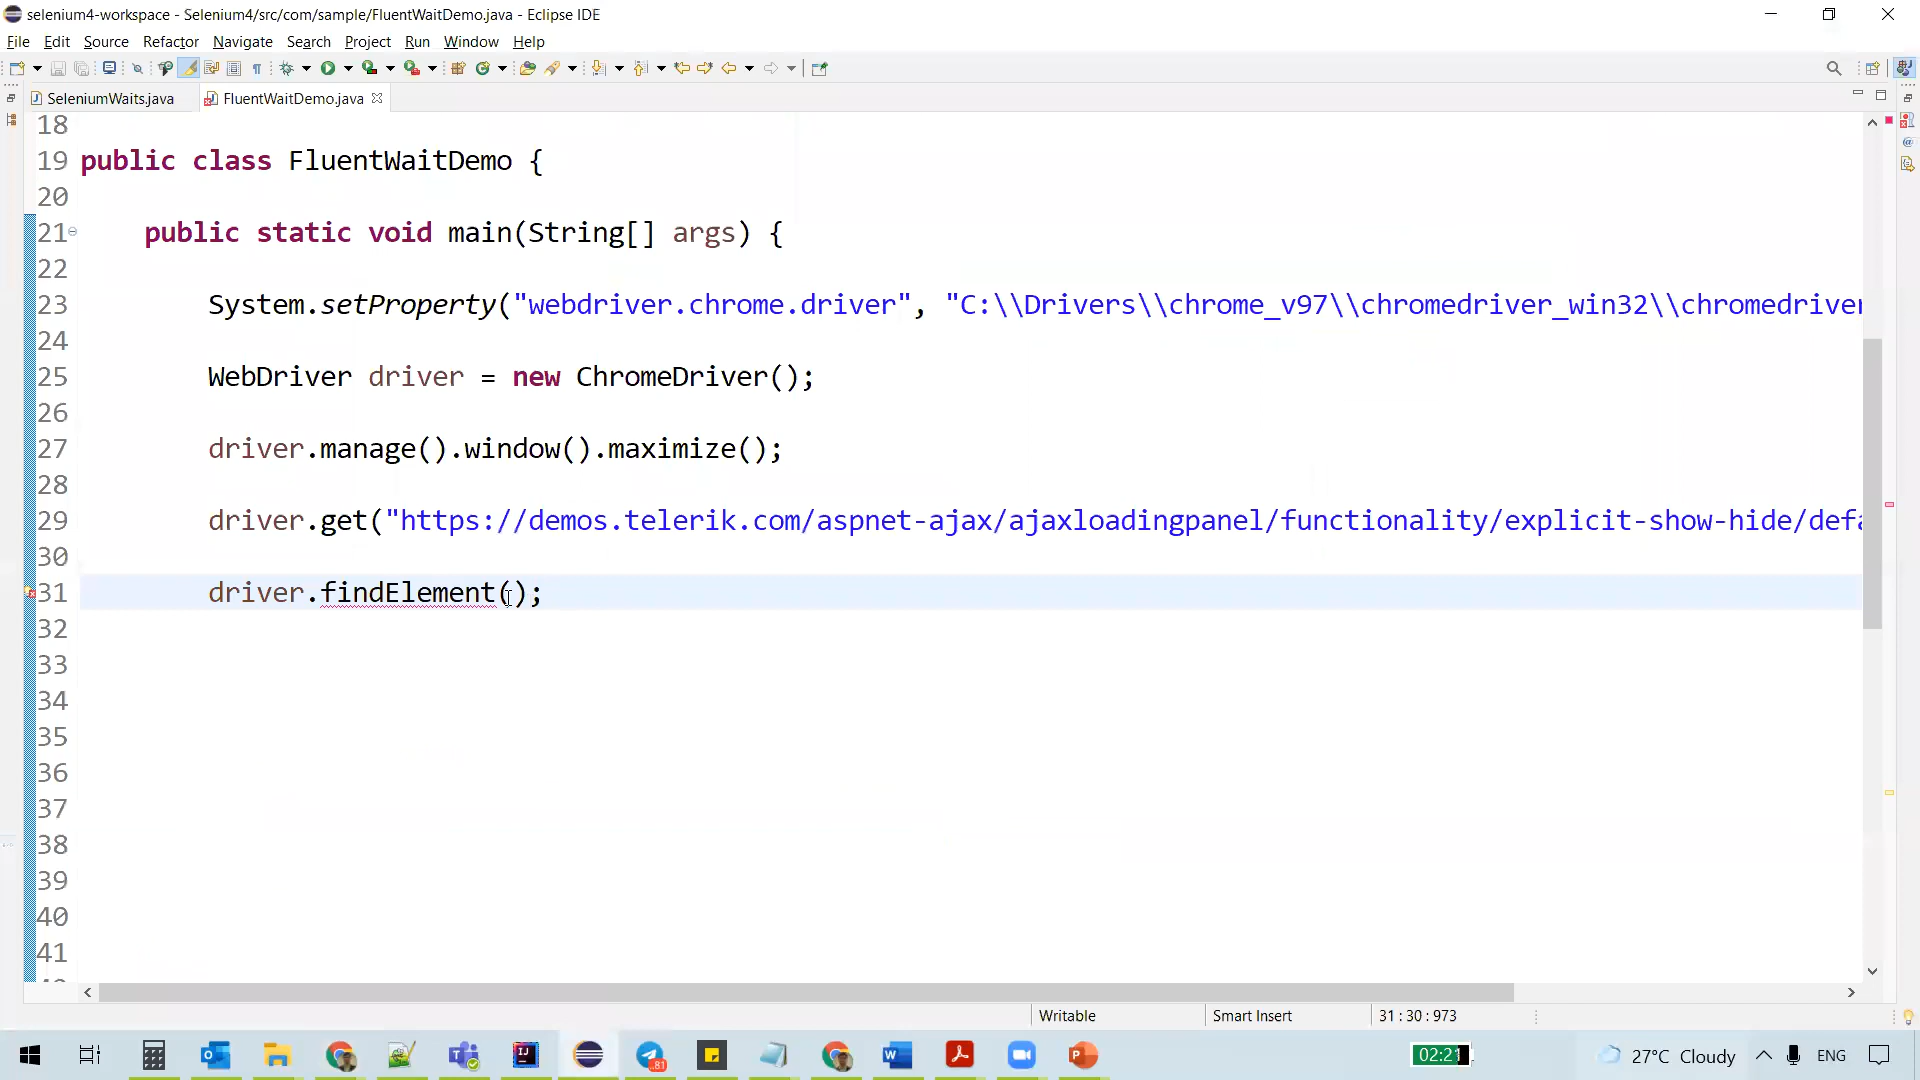 selenium4-workspace - Selenium4/src/com/sample/FluentWaitDemo.java - Eclipse IDE
File Edit Source Refactor Navigate Search Project Run Window Help
SeleniumWaits.java FluentWaitDemo.java
18
19 public class FluentWaitDemo {
20
21 public static void main(String[] args) {
22
23 System.setProperty("webdriver.chrome.driver", "C:\\Drivers\\chrome_v97\\chromedriver_win32\\chromedriver
24
25 WebDriver driver = new ChromeDriver();
26
27 driver.manage().window().maximize();
28
29 driver.get("https://demos.telerik.com/aspnet-ajax/ajaxloadingpanel/functionality/explicit-show-hide/defa
30
31 driver.findElement();
32
33
34
35
36
37
38
39
40
41
Writable Smart Insert 31 : 30 : 973
02:21 27°C Cloudy ENG